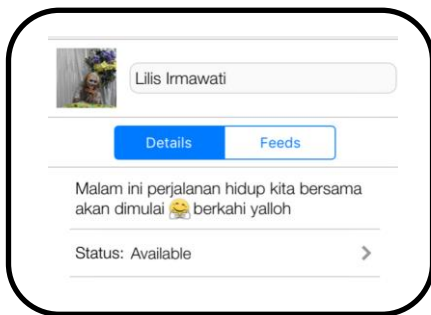 Lilis Irmawati
Details Feeds
Malam ini perjalanan hidup kita bersama
akan dimulai 🤗 berkahi yalloh
Status: Available